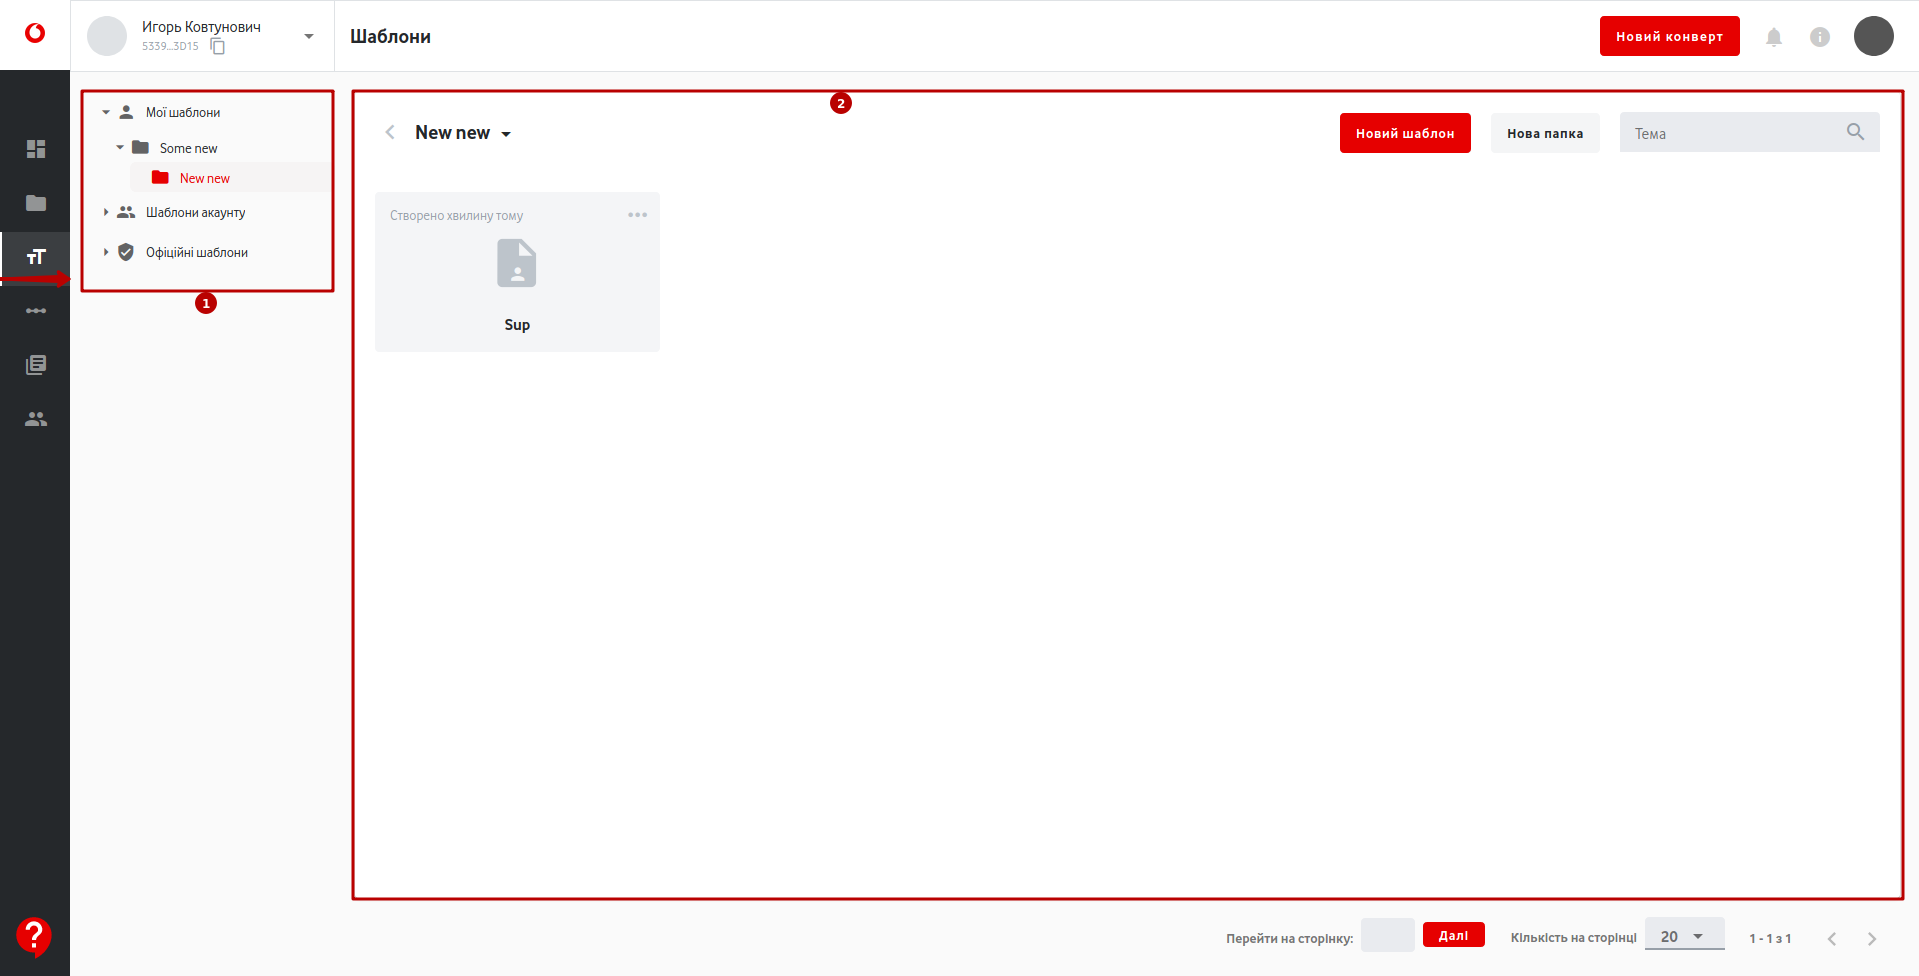 Игорь Ковтунович
5339...3D15
Шаблони
Новий конверт
Мої шаблони
Some new
New new
Шаблони акаунту
Офіційні шаблони
1
2
New new
Новий шаблон
Нова папка
Тема
Створено хвилину тому
Sup
Перейти на сторінку:
Далі
Кількість на сторінці
20
1 - 1 з 1